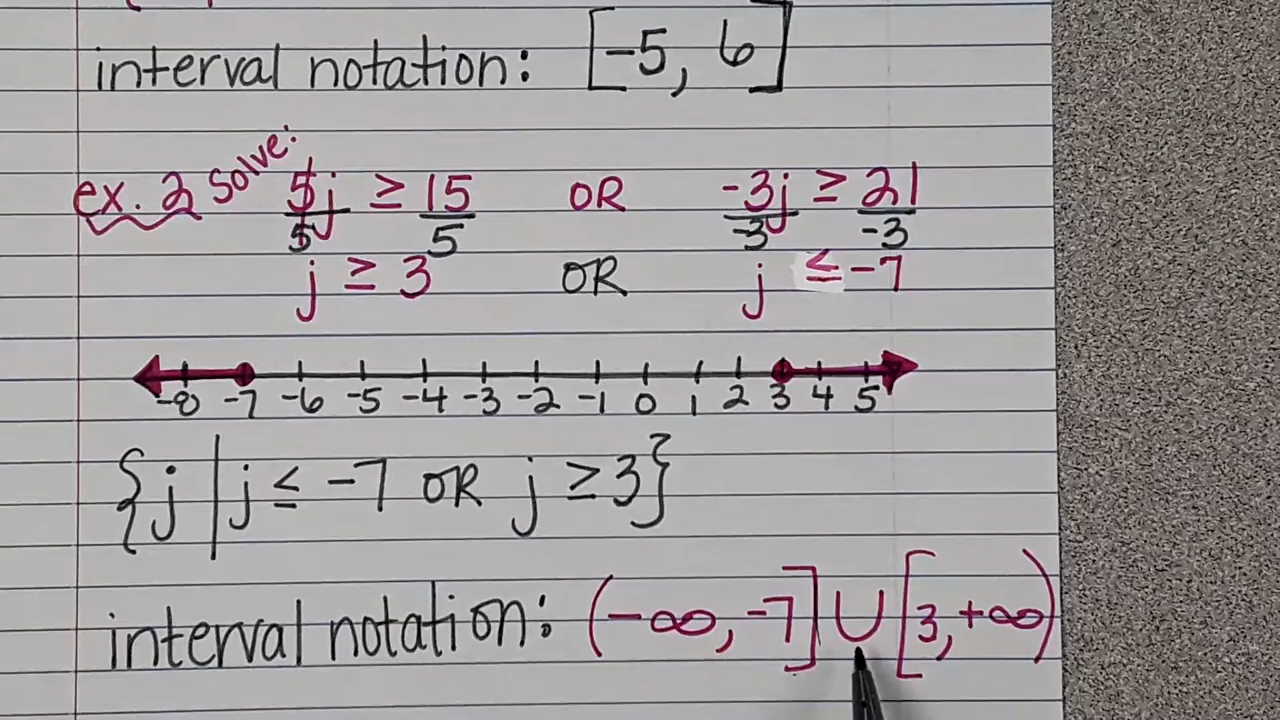 interval notation: [-5, 6]
ex. 2 Solve:
5j ≥ 15 OR -3j ≥ 21
5 5 -3 -3
j ≥ 3 OR j ≤ -7
-8 -7 -6 -5 -4 -3 -2 -1 0 1 2 3 4 5
{j | j ≤ -7 OR j ≥ 3}
interval notation: (-∞, -7] ∪ [3, +∞)